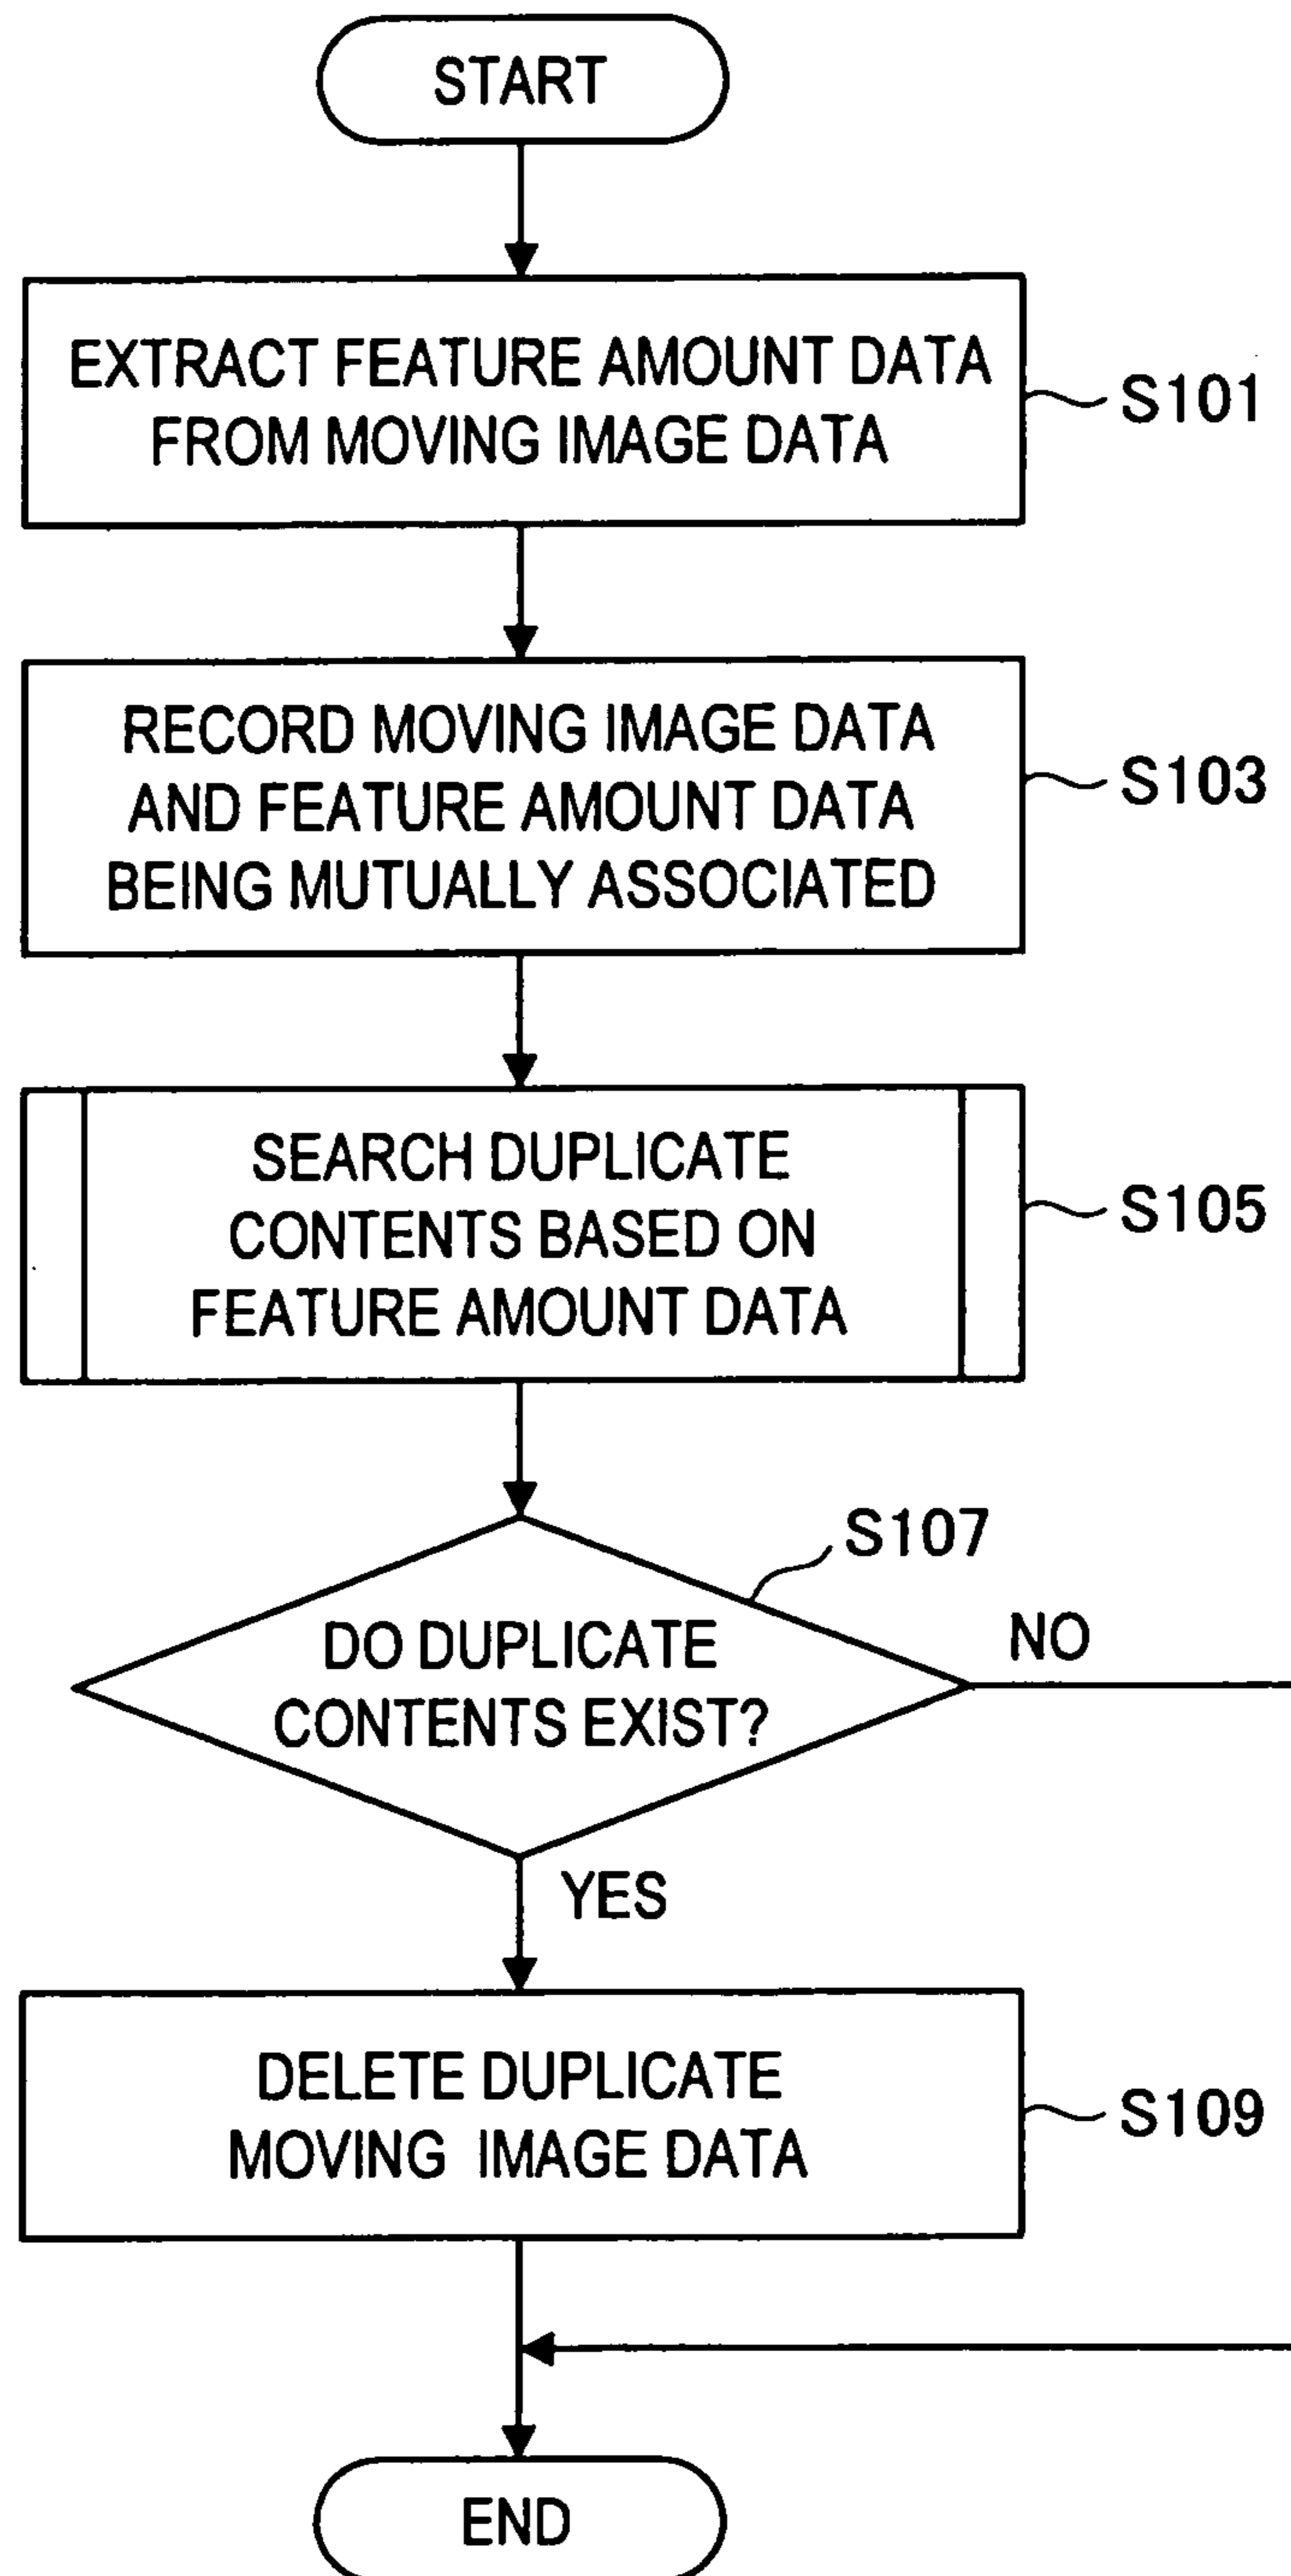 START
EXTRACT FEATURE AMOUNT DATA
FROM MOVING IMAGE DATA
S101
RECORD MOVING IMAGE DATA
AND FEATURE AMOUNT DATA
BEING MUTUALLY ASSOCIATED
S103
SEARCH DUPLICATE
CONTENTS BASED ON
FEATURE AMOUNT DATA
S105
S107
DO DUPLICATE
CONTENTS EXIST?
NO
YES
DELETE DUPLICATE
MOVING IMAGE DATA
S109
END